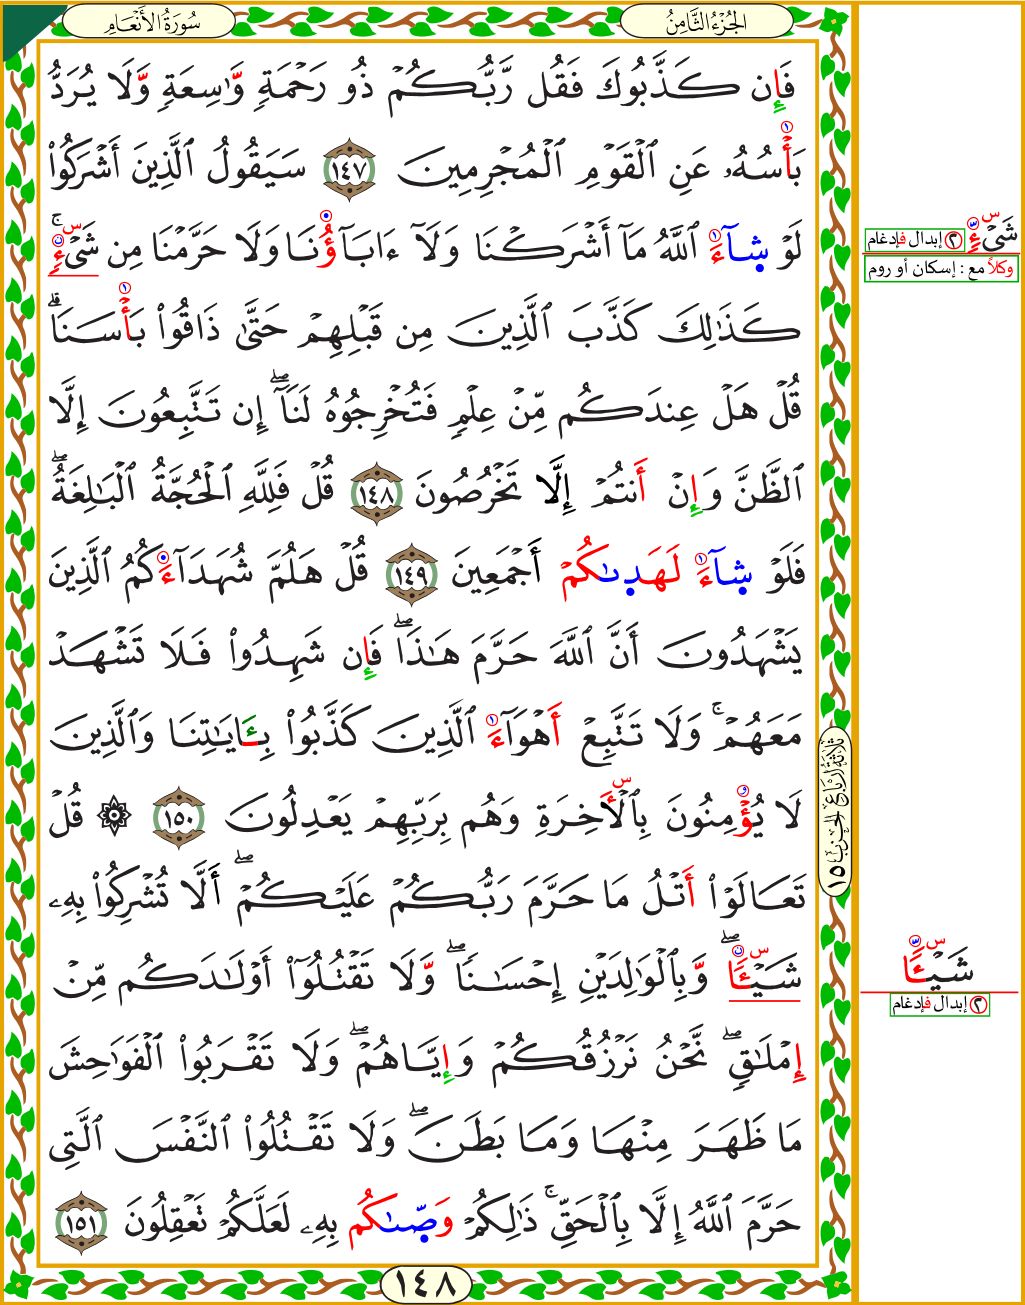 سُورَةُ الأَنْعَامِ
الجُزْءُ الثَّامِنُ
فَإِن كَذَّبُوكَ فَقُل رَّبُّكُمْ ذُو رَحْمَةٍ وَٰسِعَةٍ وَلَا يُرَدُّ
بَأْسُهُۥ عَنِ ٱلْقَوْمِ ٱلْمُجْرِمِينَ ١٤٧ سَيَقُولُ ٱلَّذِينَ أَشْرَكُوا۟
لَوْ شَآءَ ٱللَّهُ مَآ أَشْرَكْنَا وَلَآ ءَابَآؤُنَا وَلَا حَرَّمْنَا مِن شَىْءٍۚ
كَذَٰلِكَ كَذَّبَ ٱلَّذِينَ مِن قَبْلِهِمْ حَتَّىٰ ذَاقُوا۟ بَأْسَنَاۗ
قُلْ هَلْ عِندَكُم مِّنْ عِلْمٍ فَتُخْرِجُوهُ لَنَآۖ إِن تَتَّبِعُونَ إِلَّا
ٱلظَّنَّ وَإِنْ أَنتُمْ إِلَّا تَخْرُصُونَ ١٤٨ قُلْ فَلِلَّهِ ٱلْحُجَّةُ ٱلْبَٰلِغَةُۖ
فَلَوْ شَآءَ لَهَدَىٰكُمْ أَجْمَعِينَ ١٤٩ قُلْ هَلُمَّ شُهَدَآءَكُمُ ٱلَّذِينَ
يَشْهَدُونَ أَنَّ ٱللَّهَ حَرَّمَ هَٰذَاۖ فَإِن شَهِدُوا۟ فَلَا تَشْهَدْ
مَعَهُمْۚ وَلَا تَتَّبِعْ أَهْوَآءَ ٱلَّذِينَ كَذَّبُوا۟ بِـَٔايَٰتِنَا وَٱلَّذِينَ
لَا يُؤْمِنُونَ بِٱلْأَخِرَةِ وَهُم بِرَبِّهِمْ يَعْدِلُونَ ١٥٠ ۞ قُلْ
تَعَالَوْا۟ أَتْلُ مَا حَرَّمَ رَبُّكُمْ عَلَيْكُمْۖ أَلَّا تُشْرِكُوا۟ بِهِۦ
شَيْـًٔاۖ وَبِٱلْوَٰلِدَيْنِ إِحْسَٰنًاۖ وَلَا تَقْتُلُوٓا۟ أَوْلَٰدَكُم مِّنْ
إِمْلَٰقٍۖ نَّحْنُ نَرْزُقُكُمْ وَإِيَّاهُمْۖ وَلَا تَقْرَبُوا۟ ٱلْفَوَٰحِشَ
مَا ظَهَرَ مِنْهَا وَمَا بَطَنَۖ وَلَا تَقْتُلُوا۟ ٱلنَّفْسَ ٱلَّتِى
حَرَّمَ ٱللَّهُ إِلَّا بِٱلْحَقِّۚ ذَٰلِكُمْ وَصَّىٰكُم بِهِۦ لَعَلَّكُمْ تَعْقِلُونَ ١٥١
١٤٨
شَىْءٍ س
٢ إبدال فإدغام
وكلاً مع : إسكان أو روم
ثلاثة أرباع الحزب ١٥
شَيْـًٔا س
٢ إبدال فإدغام